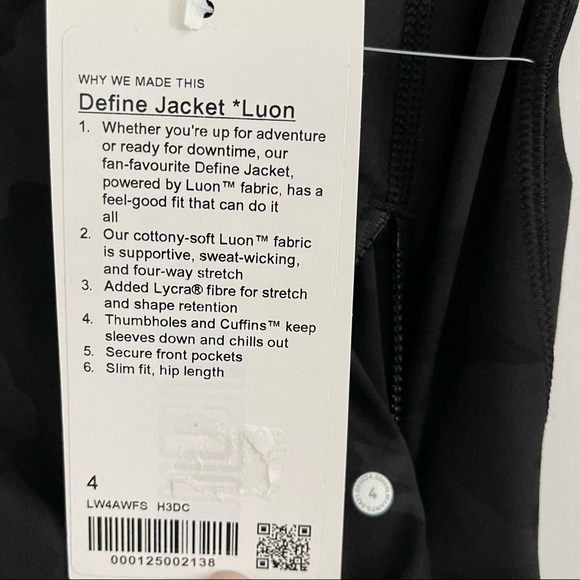 WHY WE MADE THIS
Define Jacket *Luon
1. Whether you're up for adventure
or ready for downtime, our
fan-favourite Define Jacket,
powered by Luon™ fabric, has a
feel-good fit that can do it
all
2. Our cottony-soft Luon™ fabric
is supportive, sweat-wicking,
and four-way stretch
3. Added Lycra® fibre for stretch
and shape retention
4. Thumbholes and Cuffins™ keep
sleeves down and chills out
5. Secure front pockets
6. Slim fit, hip length
4
LW4AWFS H3DC
000125002138
4